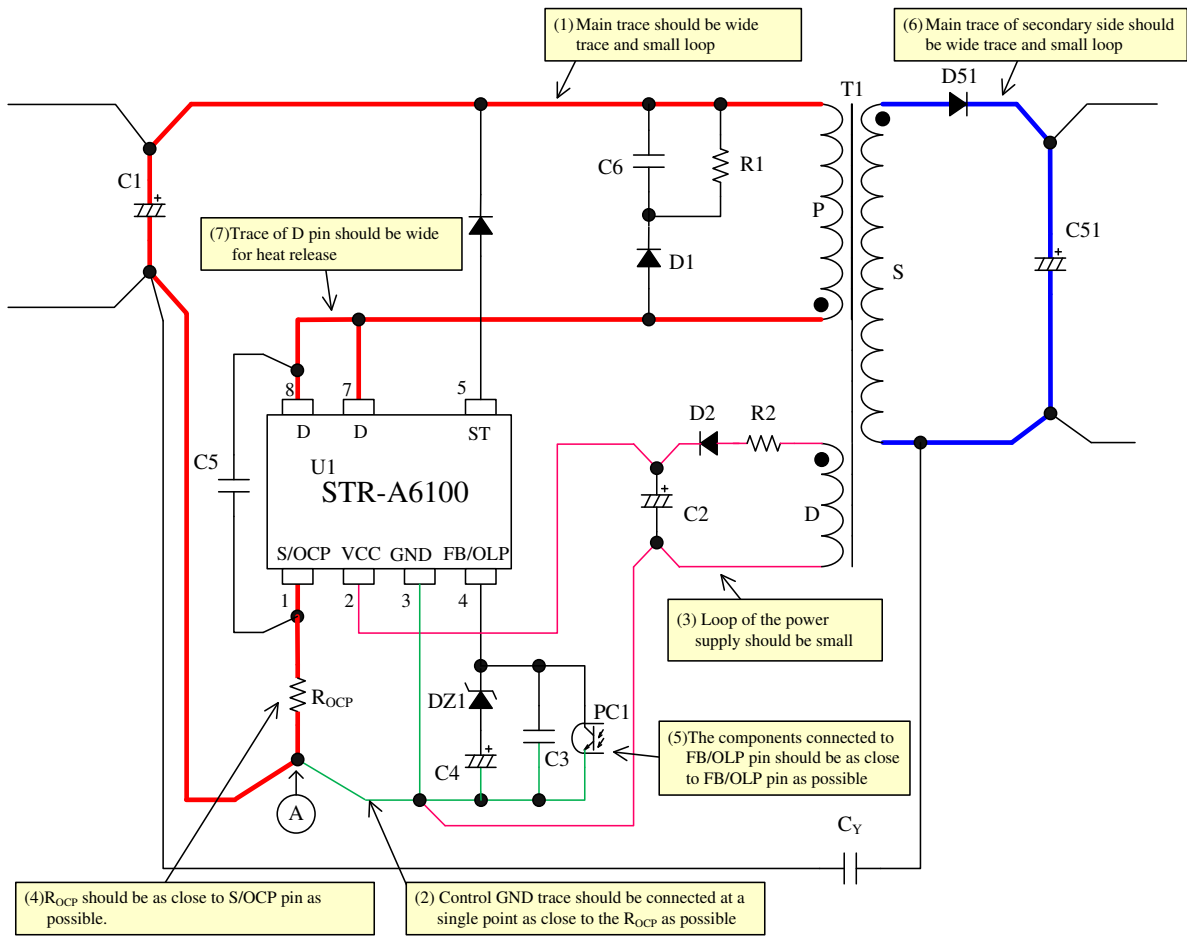 (1) Main trace should be wide
trace and small loop
(6) Main trace of secondary side should
be wide trace and small loop
D51
T1
C1
C6
R1
P
S
C51
(7)Trace of D pin should be wide
for heat release
D1
8
7
5
D
D
ST
C5
U1
STR-A6100
D2
R2
C2
D
S/OCP
VCC
GND
FB/OLP
1
2
3
4
(3) Loop of the power
supply should be small
ROCP
DZ1
PC1
C4
C3
(5)The components connected to
FB/OLP pin should be as close
to FB/OLP pin as possible
A
CY
(4)ROCP should be as close to S/OCP pin as
possible.
(2) Control GND trace should be connected at a
single point as close to the ROCP as possible
+
+
+
+